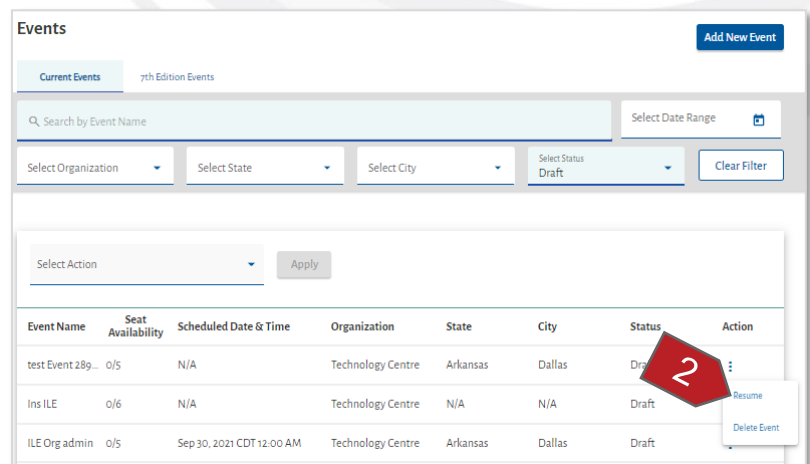 Events
Add New Event
Current Events 7th Edition Events
Search by Event Name
Select Date Range
Select Organization Select State Select City Select Status Draft Clear Filter
Select Action Apply
Event Name Seat Availability Scheduled Date & Time Organization State City Status Action
test Event 289... 0/5 N/A Technology Centre Arkansas Dallas
2
Ins ILE 0/6 N/A Technology Centre N/A N/A Draft
Resume
Delete Event
ILE Org admin 0/5 Sep 30, 2021 CDT 12:00 AM Technology Centre Arkansas Dallas Draft